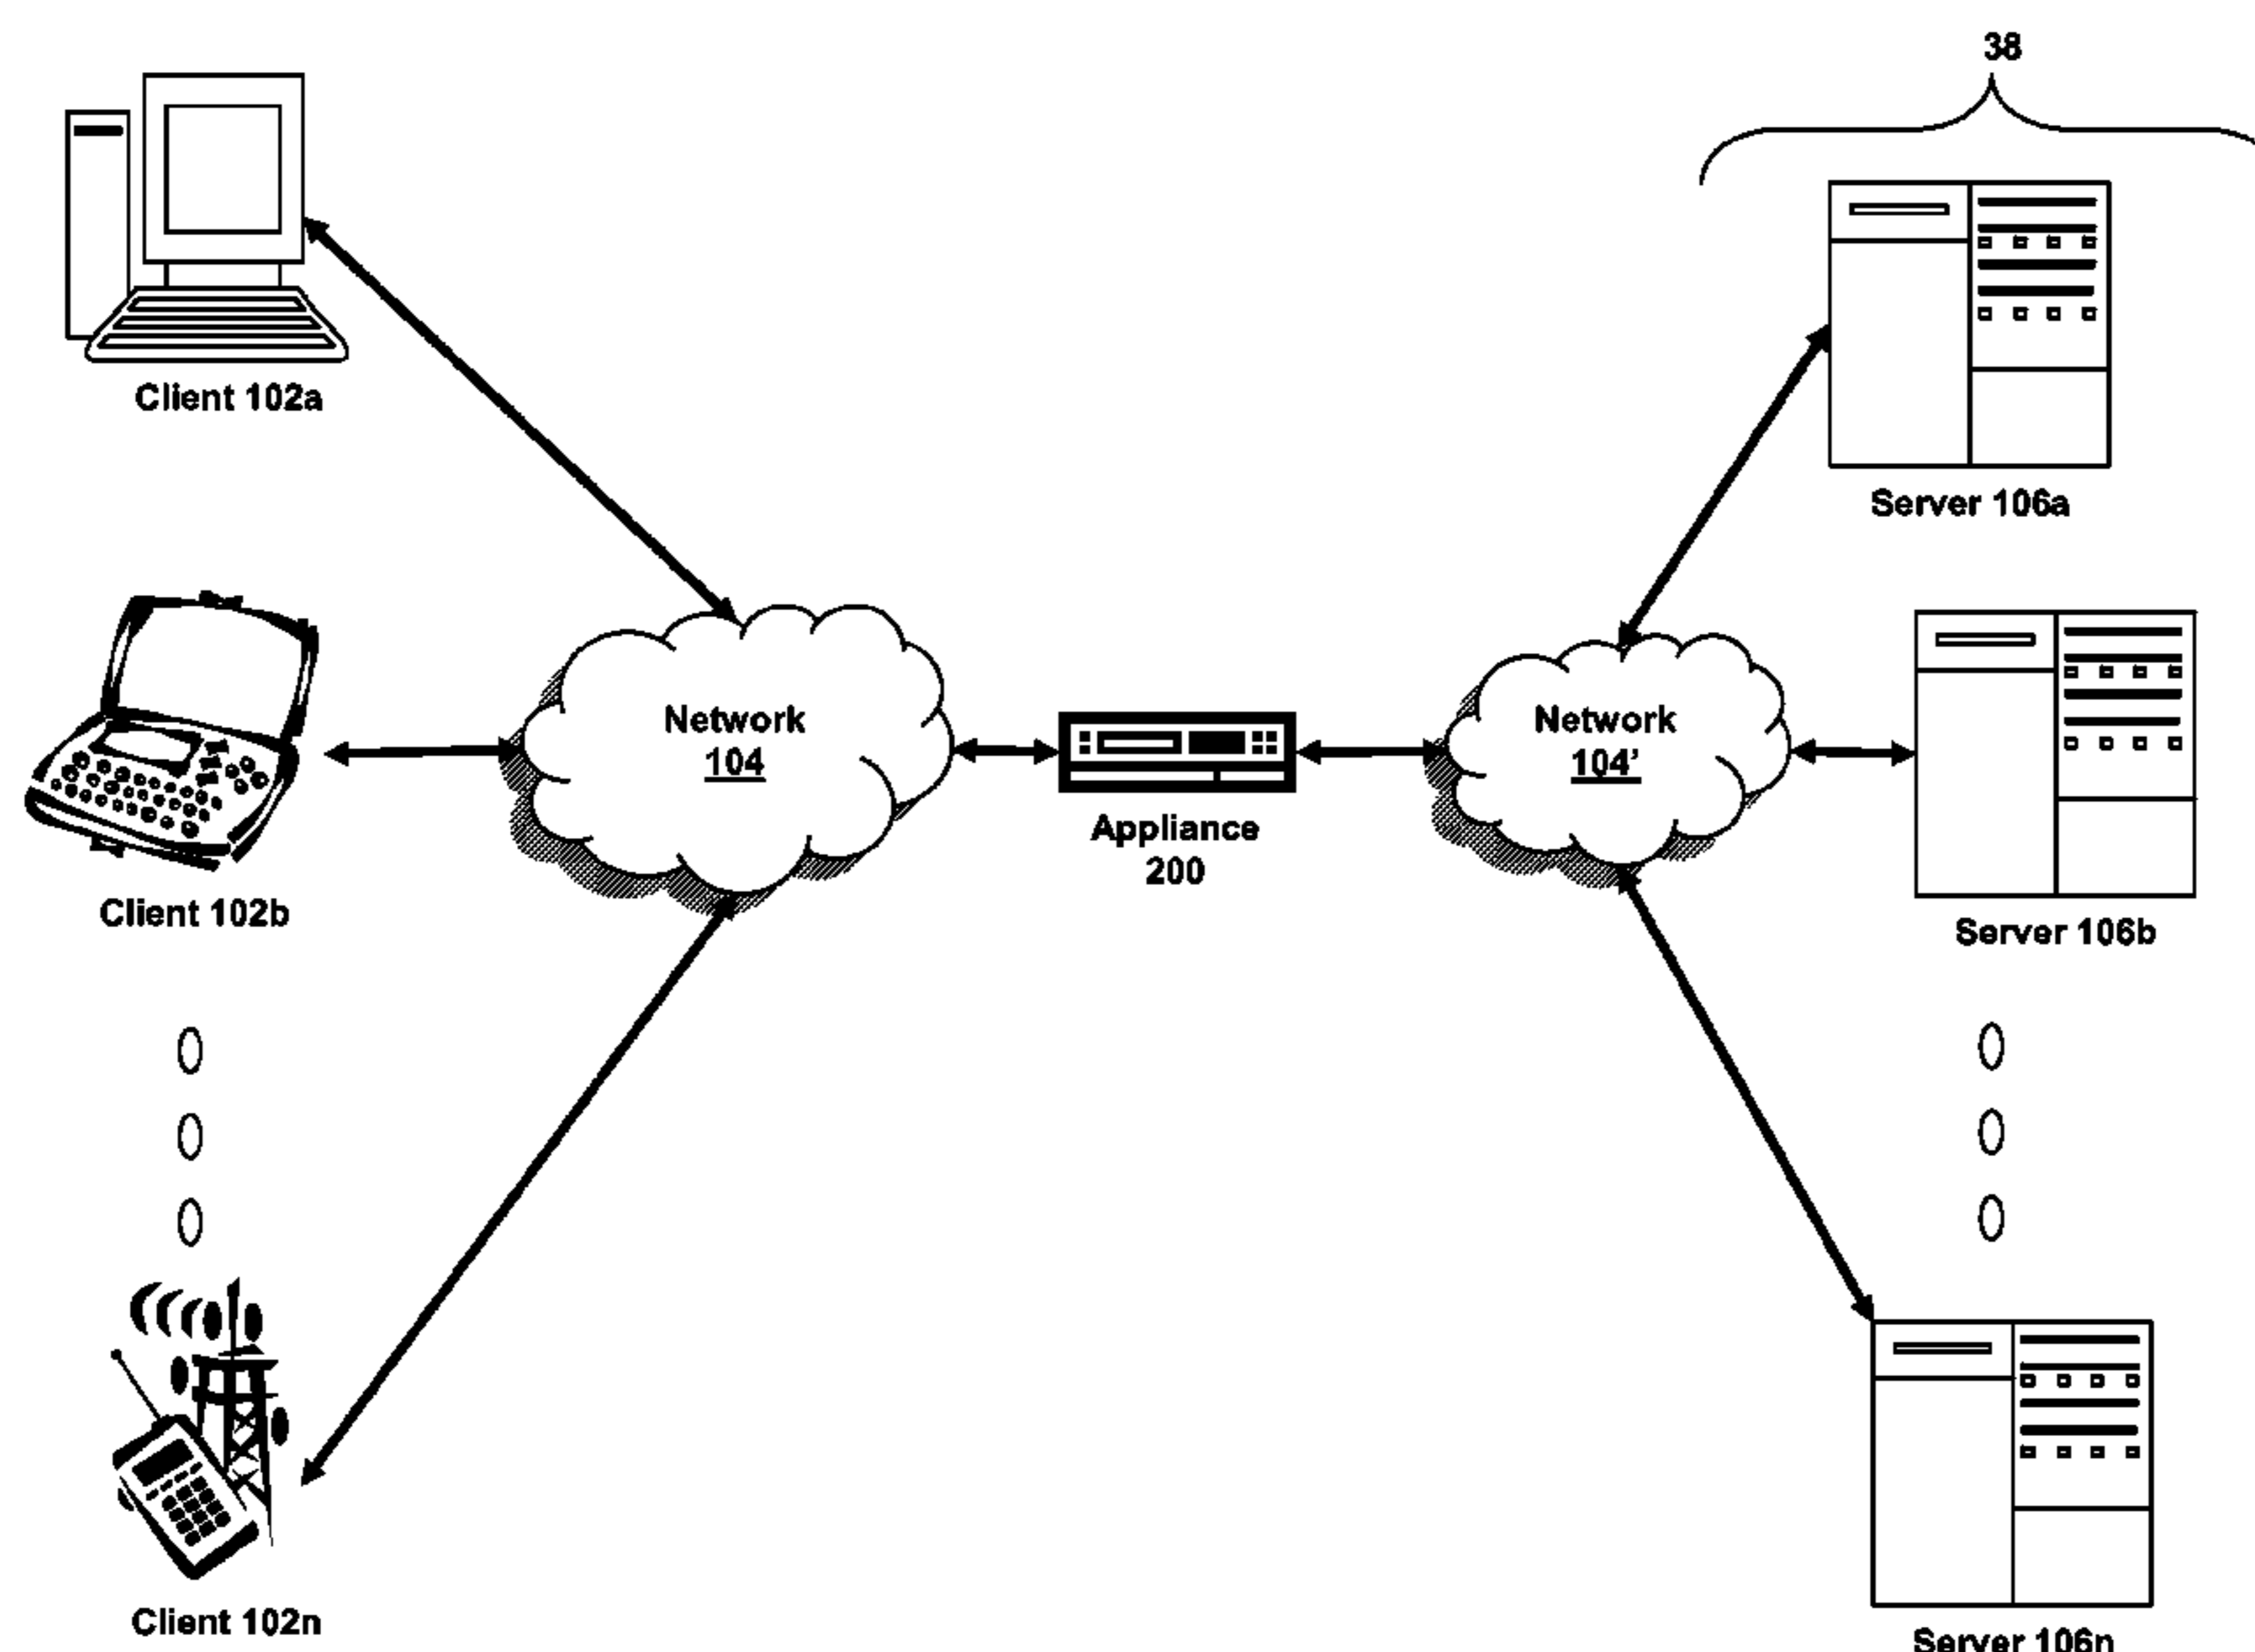 38
Client 102a
Server 106a
Network
104
Network
104'
Appliance
200
Client 102b
Server 106b
Client 102n
Server 106n